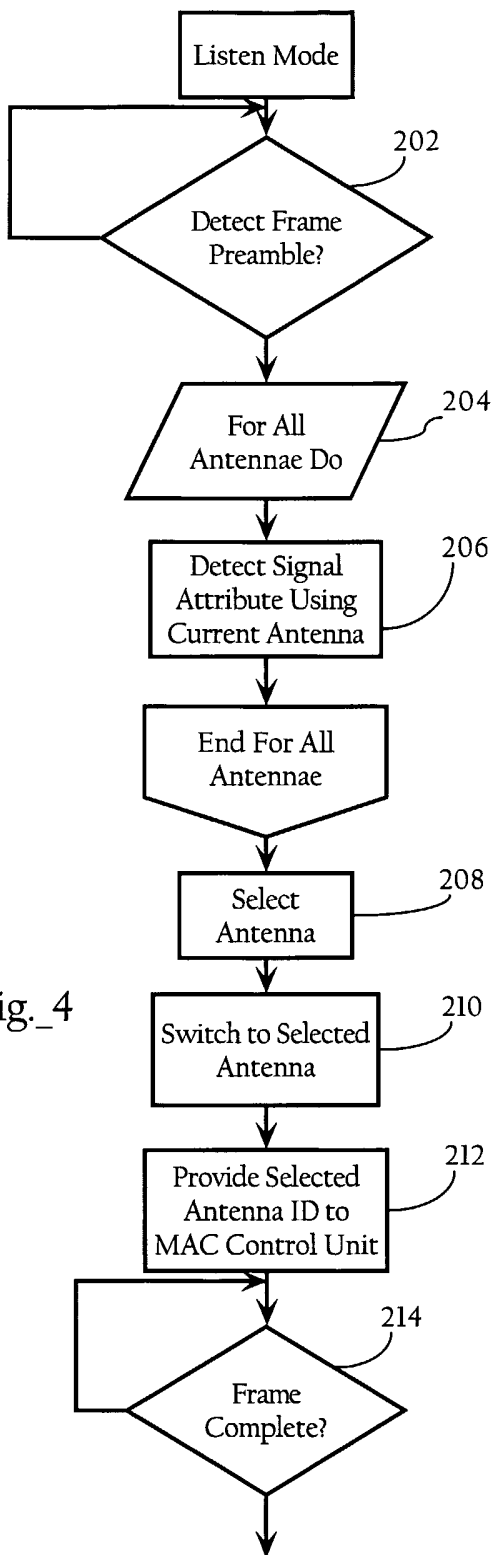 Listen Mode
202
Detect Frame
Preamble?
204
For All
Antennae Do
206
Detect Signal
Attribute Using
Current Antenna
End For All
Antennae
208
Select
Antenna
ig._4
210
Switch to Selected
Antenna
212
Provide Selected
Antenna ID to
MAC Control Unit
214
Frame
Complete?